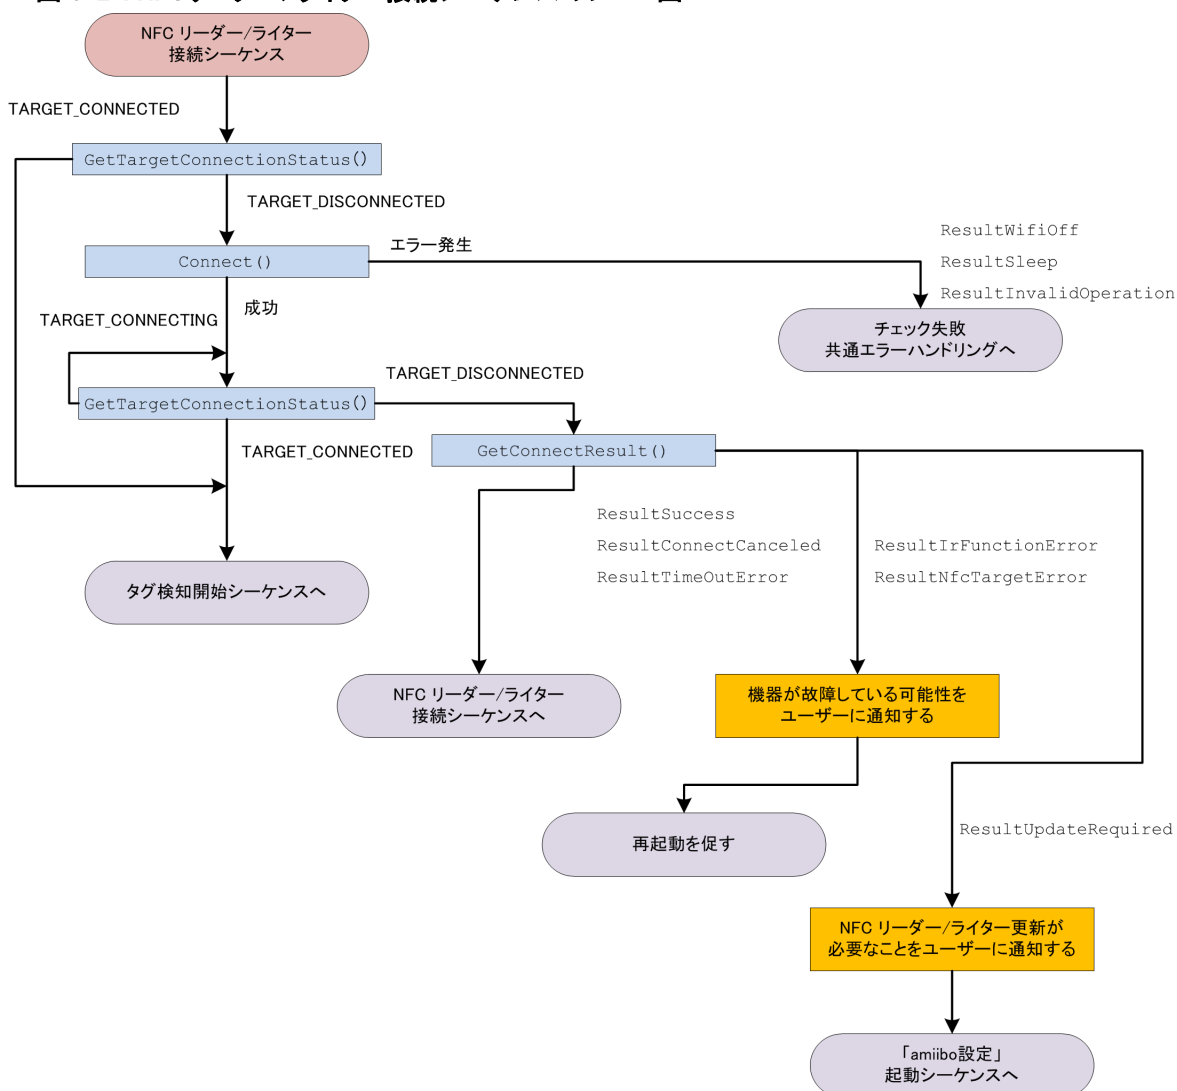 NFC リーダー/ライター
接続シーケンス
TARGET_CONNECTED
GetTargetConnectionStatus()
TARGET_DISCONNECTED
エラー発生
ResultWifiOff
ResultSleep
ResultInvalidOperation
Connect()
成功
TARGET_CONNECTING
チェック失敗
共通エラーハンドリングへ
TARGET_DISCONNECTED
GetTargetConnectionStatus()
TARGET_CONNECTED
GetConnectResult()
ResultSuccess
ResultConnectCanceled
ResultTimeOutError
ResultIrFunctionError
ResultNfcTargetError
タグ検知開始シーケンスへ
NFC リーダー/ライター
接続シーケンスへ
機器が故障している可能性を
ユーザーに通知する
再起動を促す
ResultUpdateRequired
NFC リーダー/ライター更新が
必要なことをユーザーに通知する
「amiibo設定」
起動シーケンスへ